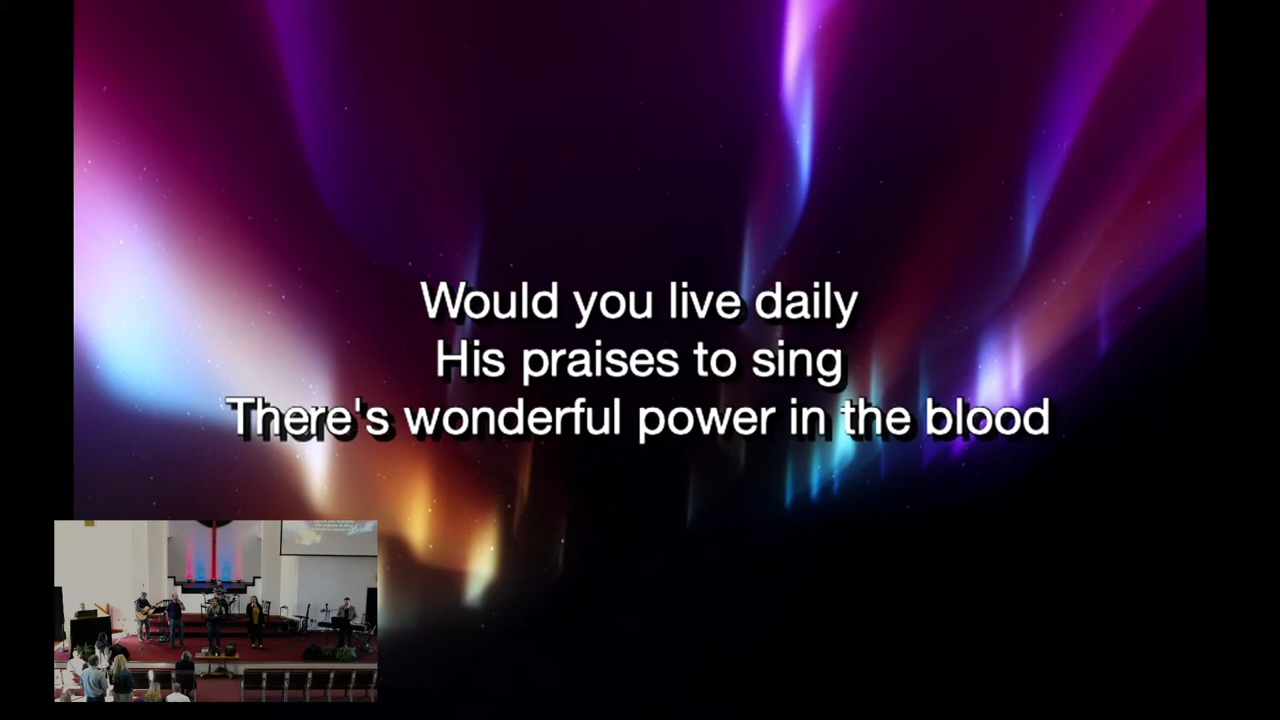 Would you live daily
His praises to sing
There's wonderful power in the blood